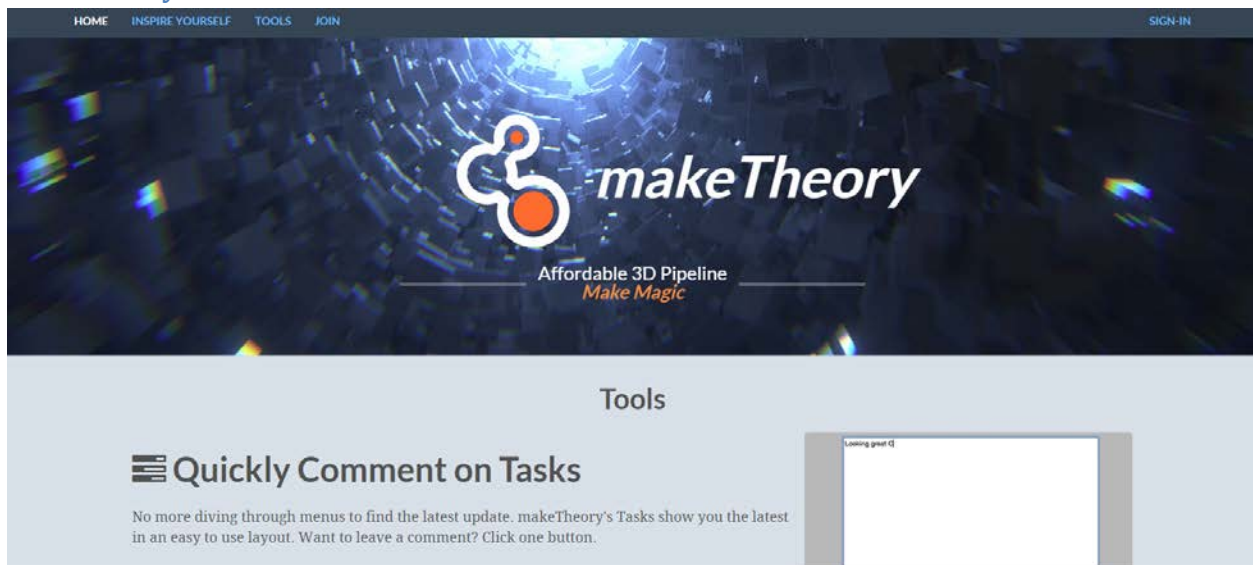 HOME INSPIRE YOURSELF TOOLS JOIN SIGN-IN
makeTheory
Affordable 3D Pipeline
Make Magic
Tools
Quickly Comment on Tasks
Looking great C
No more diving through menus to find the latest update. makeTheory's Tasks show you the latest
in an easy to use layout. Want to leave a comment? Click one button.